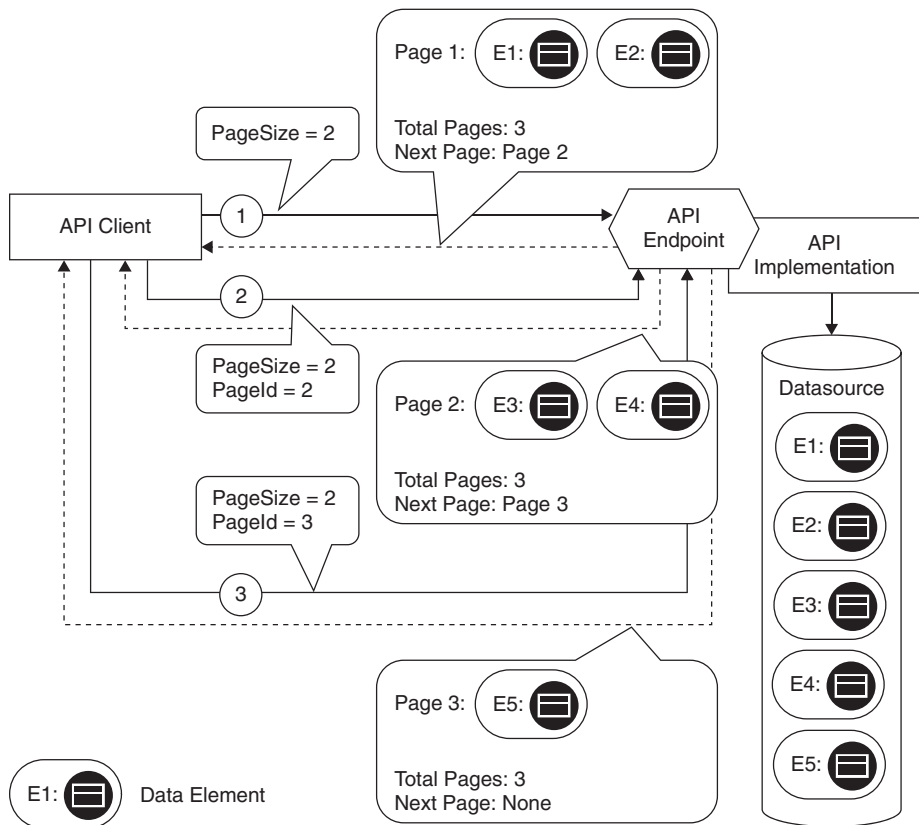 Page 1: E1: E2:
Total Pages: 3
Next Page: Page 2
PageSize = 2
API Client
1
API
Endpoint
API
Implementation
2
PageSize = 2
PageId = 2
Page 2: E3: E4:
Total Pages: 3
Next Page: Page 3
Datasource
E1:
E2:
E3:
E4:
E5:
PageSize = 2
PageId = 3
3
Page 3: E5:
Total Pages: 3
Next Page: None
E1: Data Element